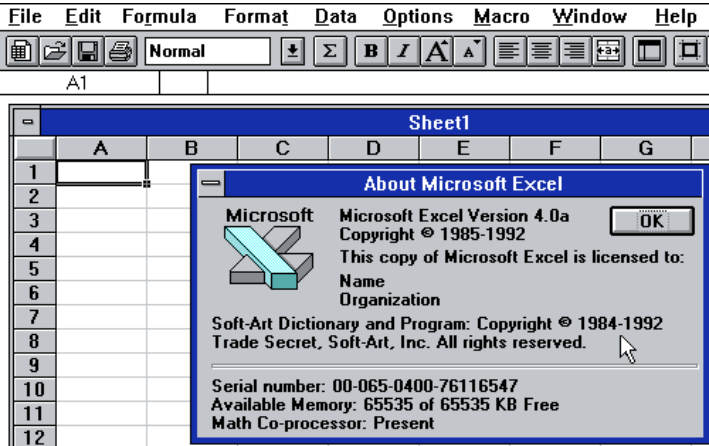 File Edit Formula Format Data Options Macro Window Help
Normal Σ B I A A
A1
Sheet1
A B C D E F G
1
2
3
4
5
6
7
8
9
10
11
12
About Microsoft Excel
Microsoft
Microsoft Excel Version 4.0a
OK
Copyright © 1985-1992
This copy of Microsoft Excel is licensed to:
Name
Organization
Soft-Art Dictionary and Program: Copyright © 1984-1992
Trade Secret, Soft-Art, Inc. All rights reserved.
Serial number: 00-065-0400-76116547
Available Memory: 65535 of 65535 KB Free
Math Co-processor: Present